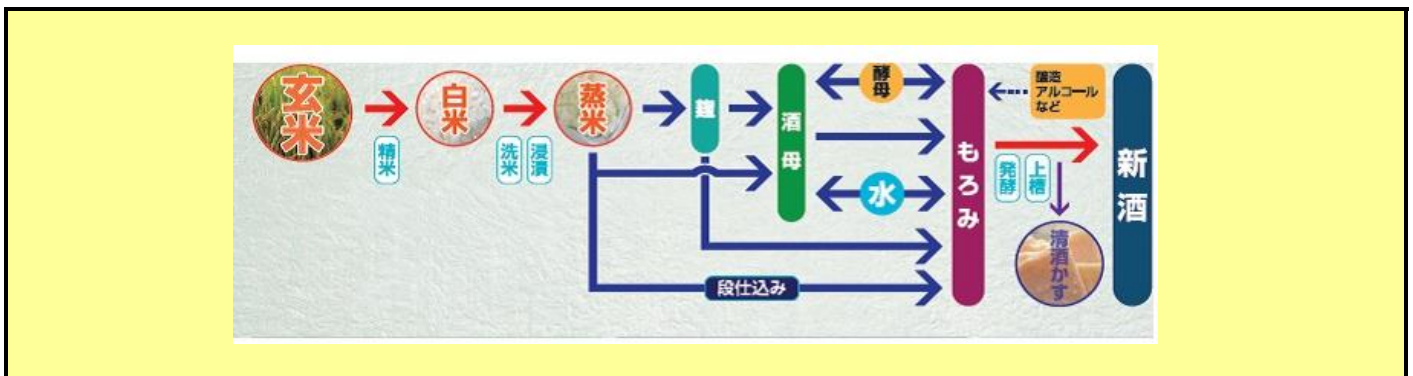 玄米
精米
白米
洗米
浸漬
蒸米
麹
酒母
酵母
水
段仕込み
もろみ
醸造
アルコール
など
発酵
上槽
清酒かす
新酒